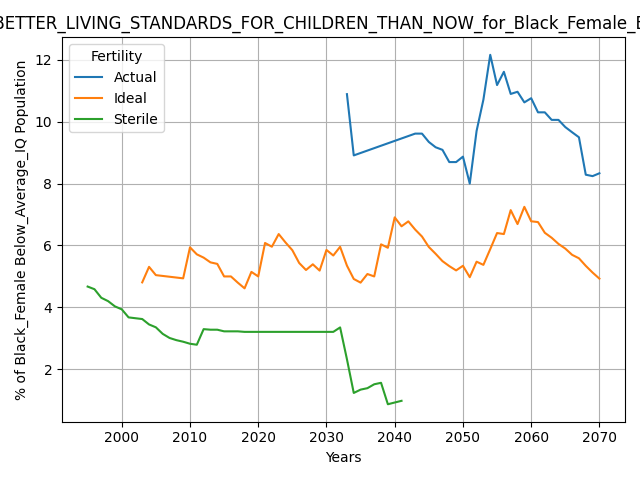 BETTER_LIVING_STANDARDS_FOR_CHILDREN_THAN_NOW_for_Black_Female_B
Fertility
Actual
Ideal
Sterile
% of Black_Female Below_Average_IQ Population
12
10
8
6
4
2
2000 2010 2020 2030 2040 2050 2060 2070
Years